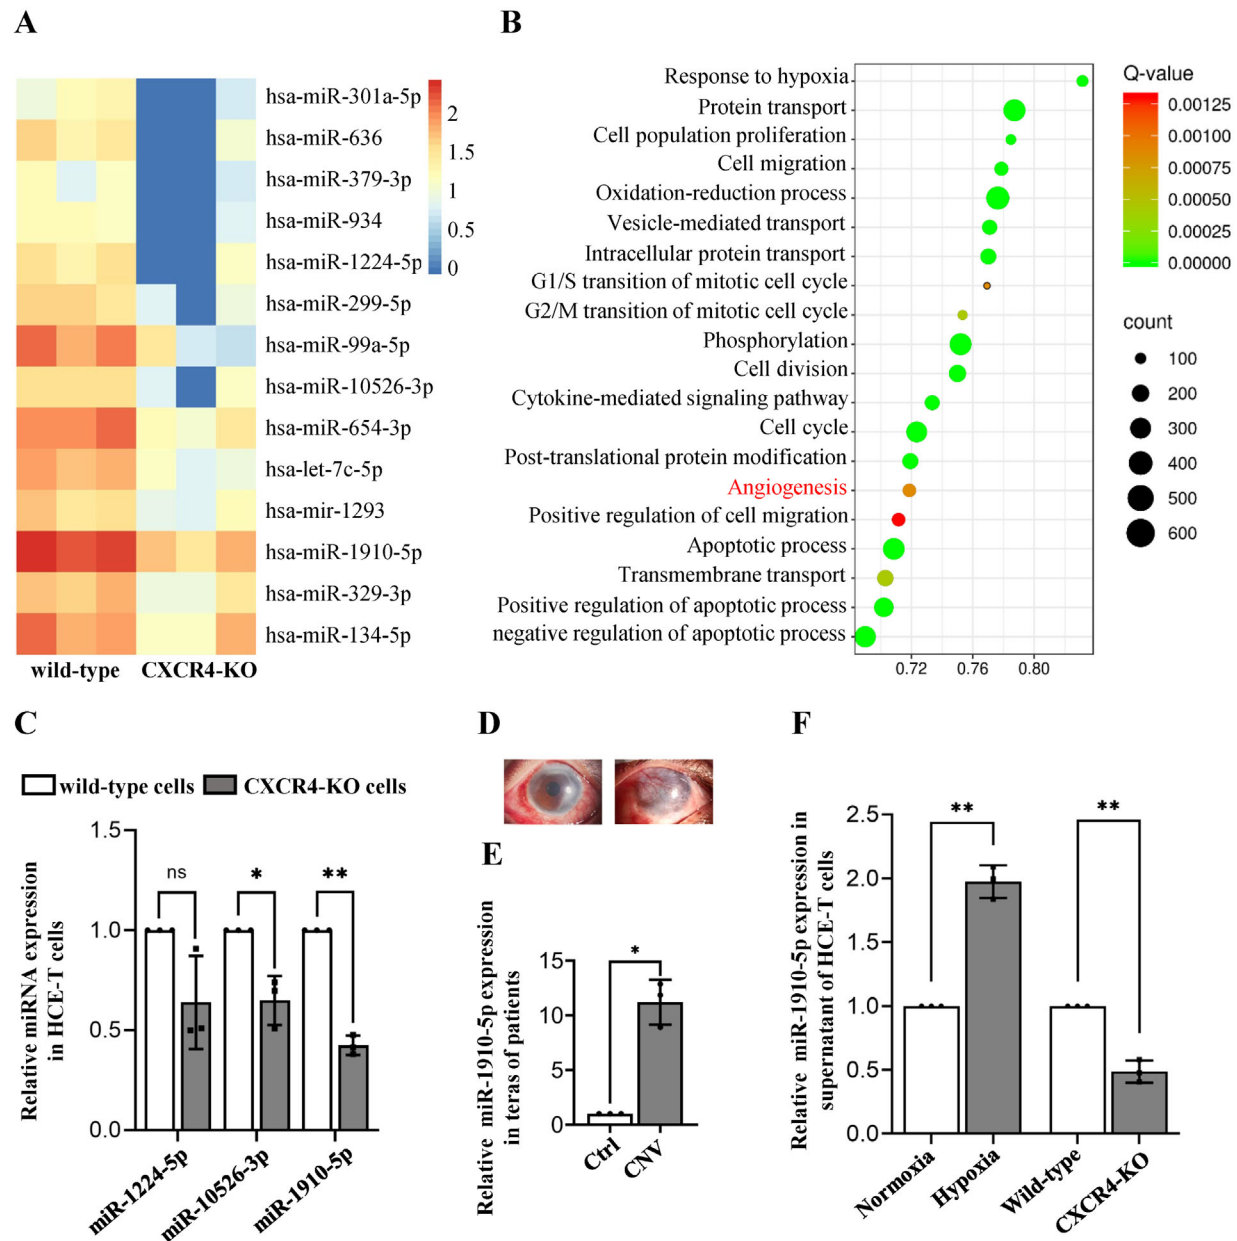 A
hsa-miR-301a-5p
hsa-miR-636
hsa-miR-379-3p
hsa-miR-934
hsa-miR-1224-5p
hsa-miR-299-5p
hsa-miR-99a-5p
hsa-miR-10526-3p
hsa-miR-654-3p
hsa-let-7c-5p
hsa-mir-1293
hsa-miR-1910-5p
hsa-miR-329-3p
hsa-miR-134-5p
2
1.5
1
0.5
0
wild-type CXCR4-KO
B
Response to hypoxia
Protein transport
Cell population proliferation
Cell migration
Oxidation-reduction process
Vesicle-mediated transport
Intracellular protein transport
G1/S transition of mitotic cell cycle
G2/M transition of mitotic cell cycle
Phosphorylation
Cell division
Cytokine-mediated signaling pathway
Cell cycle
Post-translational protein modification
Angiogenesis
Positive regulation of cell migration
Apoptotic process
Transmembrane transport
Positive regulation of apoptotic process
negative regulation of apoptotic process
0.72 0.76 0.80
Q-value
0.00125
0.00100
0.00075
0.00050
0.00025
0.00000
count
100
200
300
400
500
600
C
wild-type cells CXCR4-KO cells
Relative miRNA expression
in HCE-T cells
1.5
1.0
0.5
0.0
ns * **
miR-1224-5p
miR-10526-3p
miR-1910-5p
D
E
Relative miR-1910-5p expression
in teras of patients
15
10
5
0
*
Ctrl
CNV
F
Relative miR-1910-5p expression in
supernatant of HCE-T cells
2.5
2.0
1.5
1.0
0.5
0.0
** **
Normoxia
Hypoxia
Wild-type
CXCR4-KO